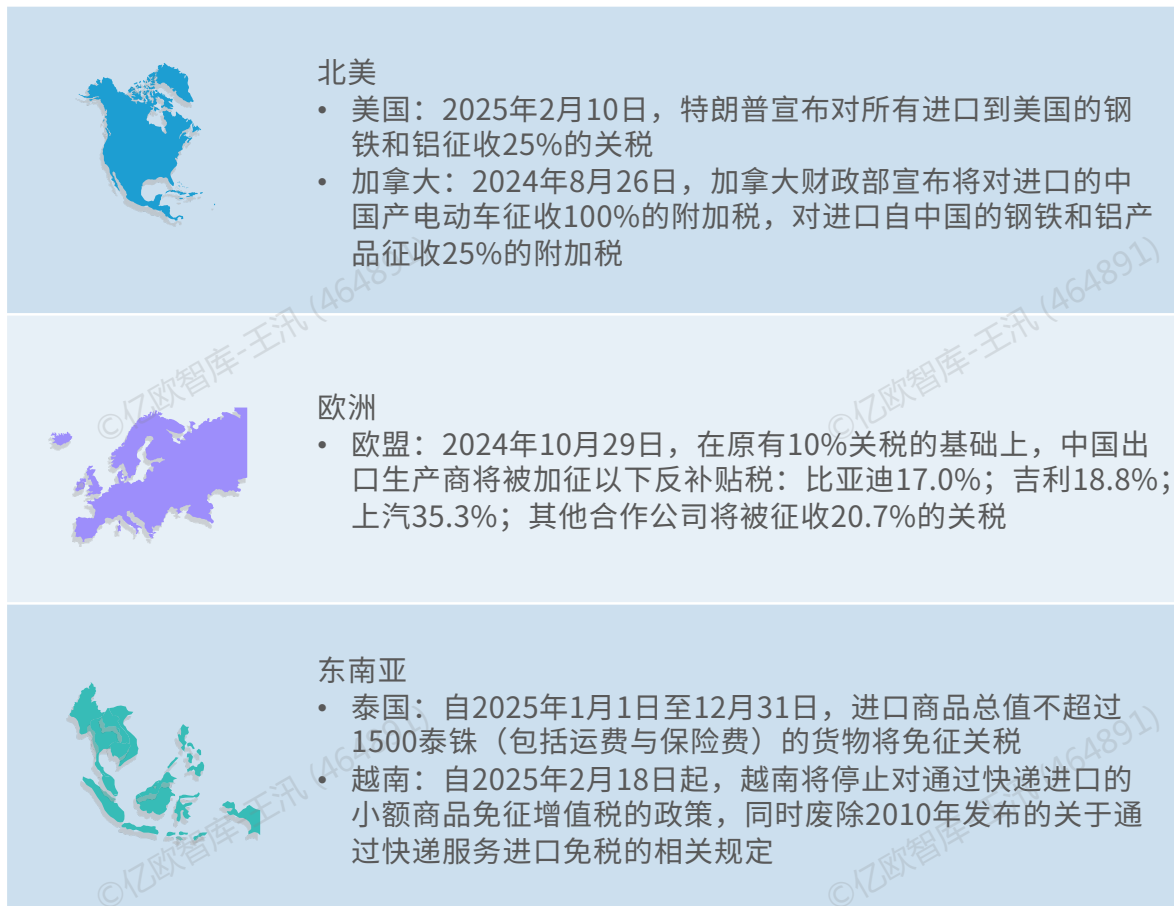 北美
• 美国：2025年2月10日，特朗普宣布对所有进口到美国的钢
铁和铝征收25%的关税
• 加拿大：2024年8月26日，加拿大财政部宣布将对进口的中
国产电动车征收100%的附加税，对进口自中国的钢铁和铝产
品征收25%的附加税
©亿欧智库-王汛 (464891)
©亿欧智库-王汛 (464891)
欧洲
• 欧盟：2024年10月29日，在原有10%关税的基础上，中国出
口生产商将被加征以下反补贴税：比亚迪17.0%；吉利18.8%；
上汽35.3%；其他合作公司将被征收20.7%的关税
东南亚
• 泰国：自2025年1月1日至12月31日，进口商品总值不超过
1500泰铢（包括运费与保险费）的货物将免征关税
• 越南：自2025年2月18日起，越南将停止对通过快递进口的
小额商品免征增值税的政策，同时废除2010年发布的关于通
过快递服务进口免税的相关规定
©亿欧智库-王汛 (464891)
©亿欧智库-王汛 (464891)